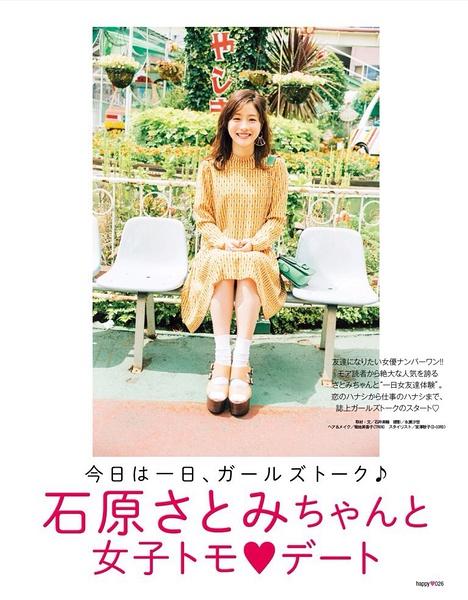 やしき
友達になりたい女優ナンバーワン!!
モア読者から絶大な人気を誇る
さとみちゃんと“一日女友達体験”。
恋のハナシから仕事のハナシまで、
誌上ガールズトークのスタート♡
今日は一日、ガールズトーク♪
石原さとみちゃんと
女子トモ♥デート
happy♥026